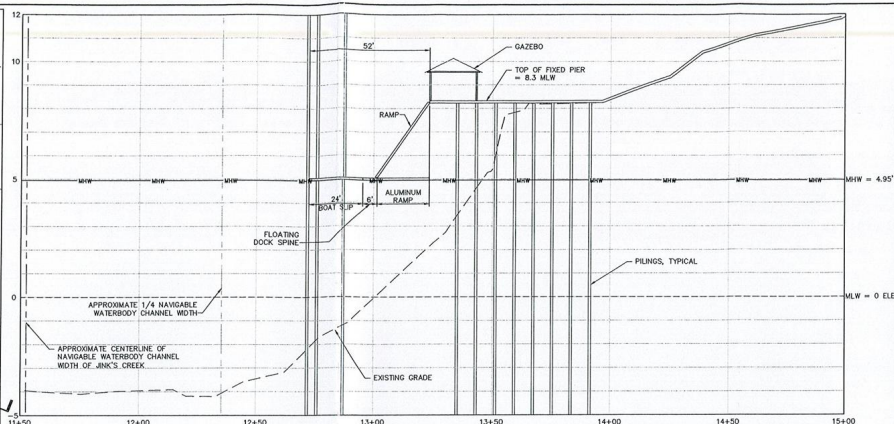 12
10
5
0
-5
52'
GAZEBO
TOP OF FIXED PIER
= 8.3 MLW
RAMP
MHW MHW MHW MHW MHW MHW MHW MHW MHW MHW
MHW = 4.95'
24'
BOAT SLIP
6'
ALUMINUM
RAMP
FLOATING
DOCK SPINE
PILINGS, TYPICAL
MLW = 0 ELE
APPROXIMATE 1/4 NAVIGABLE
WATERBODY CHANNEL WIDTH
APPROXIMATE CENTERLINE OF
NAVIGABLE WATERBODY CHANNEL
WIDTH OF JINK'S CREEK
EXISTING GRADE
11+50 12+00 12+50 13+00 13+50 14+00 14+50 15+00